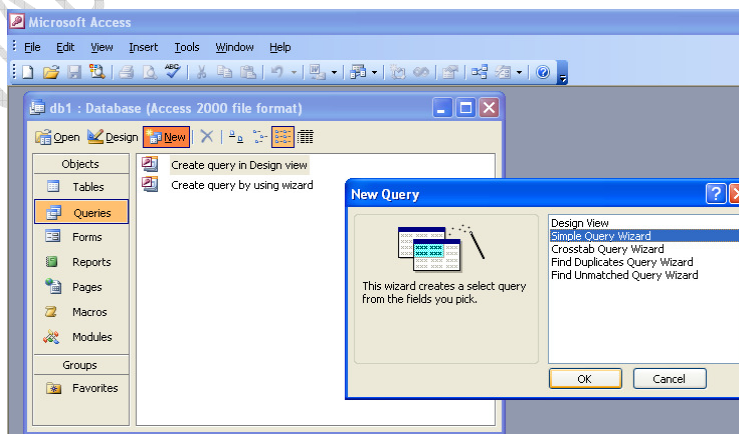 Microsoft Access
File Edit View Insert Tools Window Help
db1 : Database (Access 2000 file format)
Open Design New
Objects
Tables
Queries
Forms
Reports
Pages
Macros
Modules
Groups
Favorites
Create query in Design view
Create query by using wizard
New Query
This wizard creates a select query
from the fields you pick.
Design View
Simple Query Wizard
Crosstab Query Wizard
Find Duplicates Query Wizard
Find Unmatched Query Wizard
OK Cancel